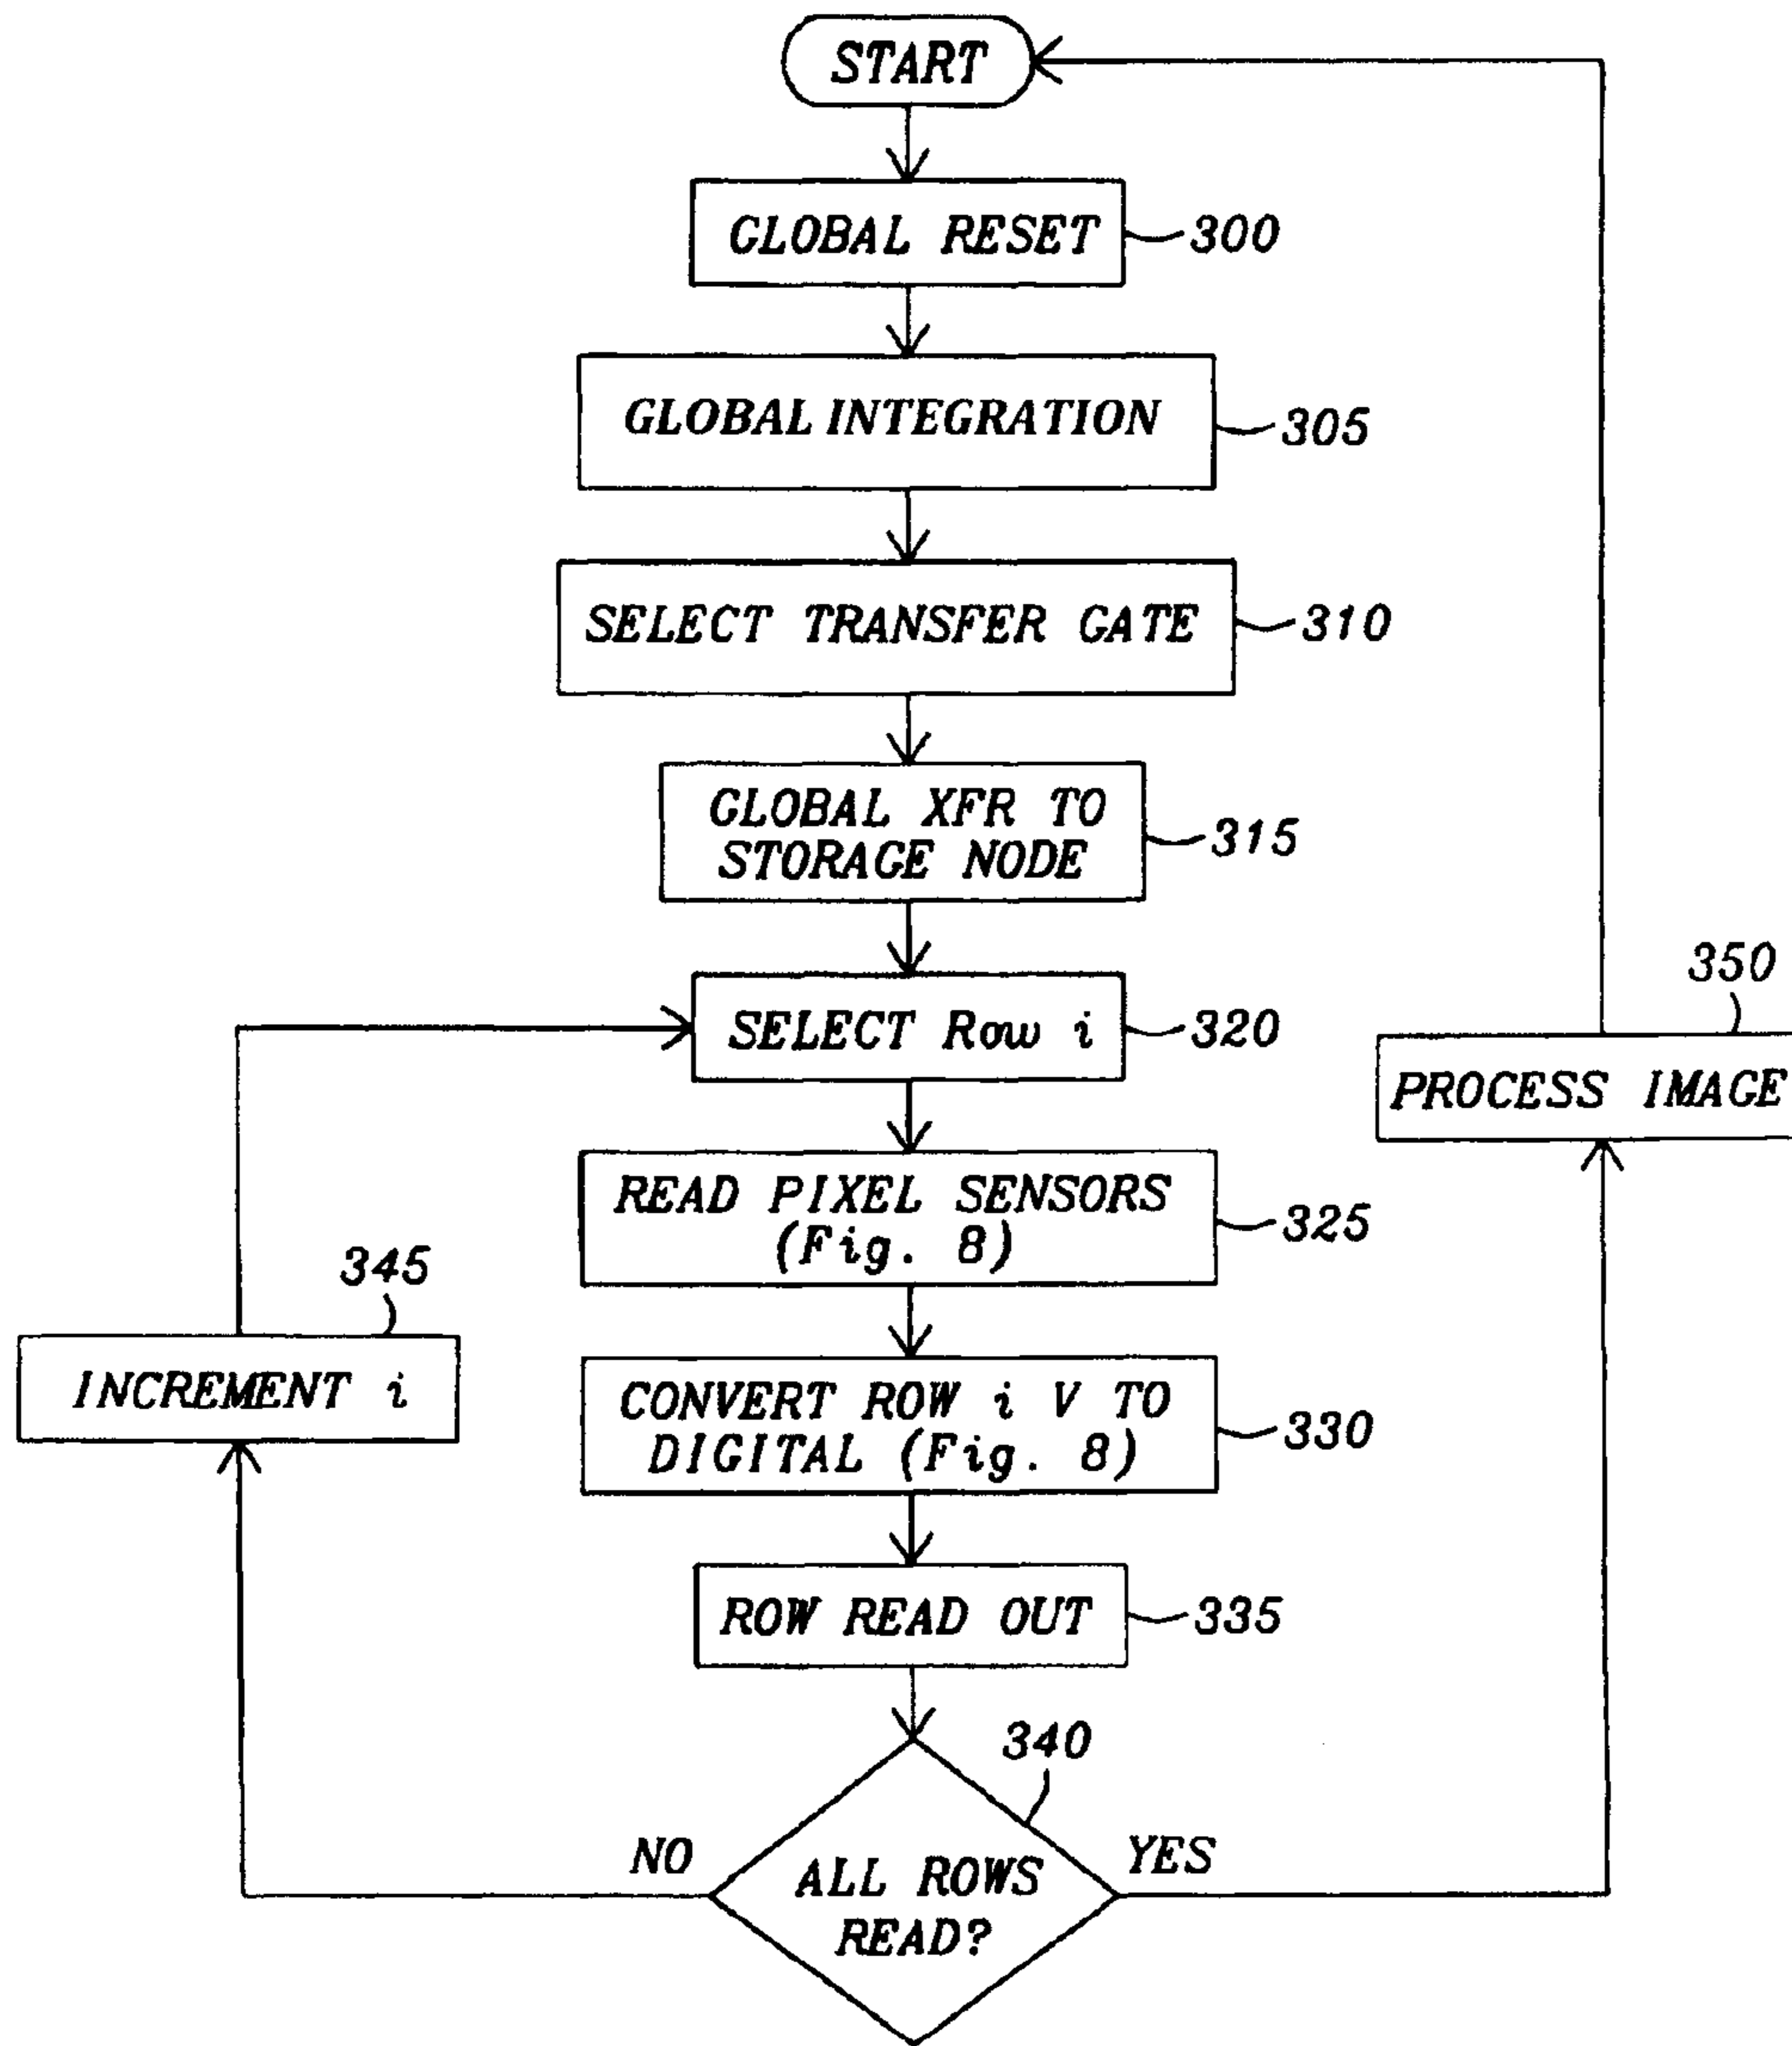 START
GLOBAL RESET
300
GLOBAL INTEGRATION
305
SELECT TRANSFER GATE
310
GLOBAL XFR TO
STORAGE NODE
315
SELECT Row i
320
350
PROCESS IMAGE
READ PIXEL SENSORS
(Fig. 8)
325
345
INCREMENT i
CONVERT ROW i V TO
DIGITAL (Fig. 8)
330
ROW READ OUT
335
340
NO
ALL ROWS
READ?
YES